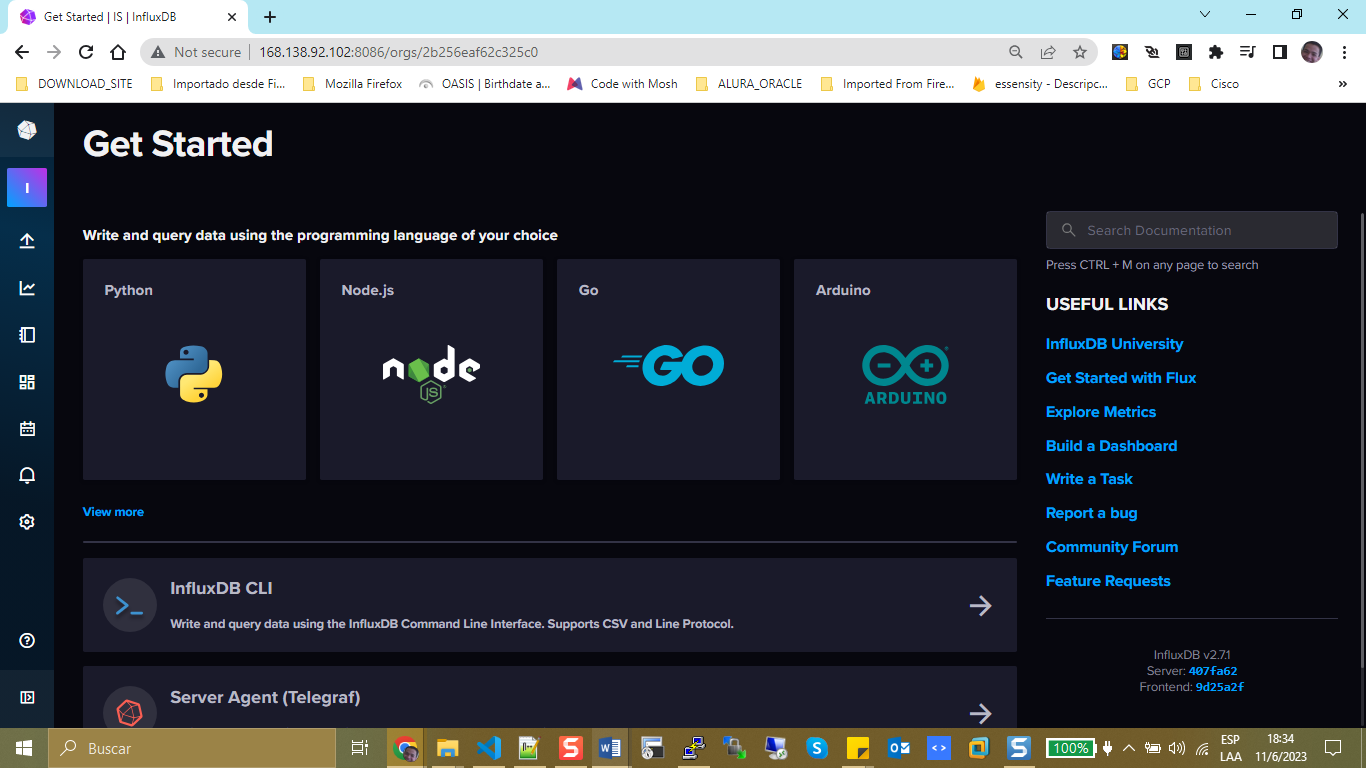 Get Started | IS | InfluxDB
Not secure
168.138.92.102:8086/orgs/2b256eaf62c325c0
DOWNLOAD_SITE
Importado desde Fi...
Mozilla Firefox
OASIS | Birthdate a...
Code with Mosh
ALURA_ORACLE
Imported From Fire...
essensity - Descripc...
GCP
Cisco
Get Started
I
Write and query data using the programming language of your choice
Python
Node.js
Go
Arduino
node
JS
GO
ARDUINO
View more
InfluxDB CLI
Write and query data using the InfluxDB Command Line Interface. Supports CSV and Line Protocol.
Server Agent (Telegraf)
Search Documentation
Press CTRL + M on any page to search
USEFUL LINKS
InfluxDB University
Get Started with Flux
Explore Metrics
Build a Dashboard
Write a Task
Report a bug
Community Forum
Feature Requests
InfluxDB v2.7.1
Server: 407fa62
Frontend: 9d25a2f
Buscar
100%
ESP
LAA
18:34
11/6/2023